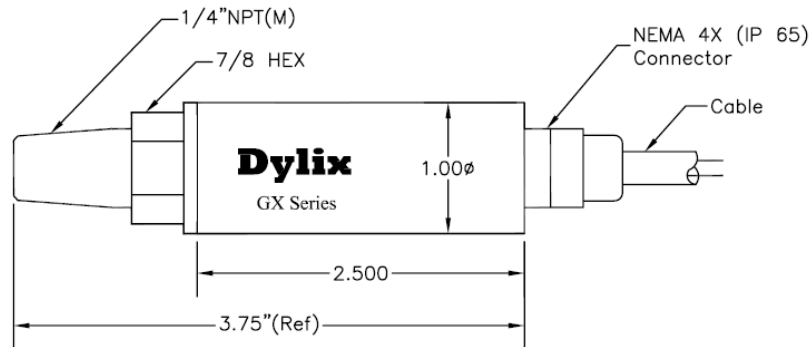 1/4"NPT(M)
7/8 HEX
NEMA 4X (IP 65)
Connector
Cable
Dylix
GX Series
1.00ø
2.500
3.75"(Ref)